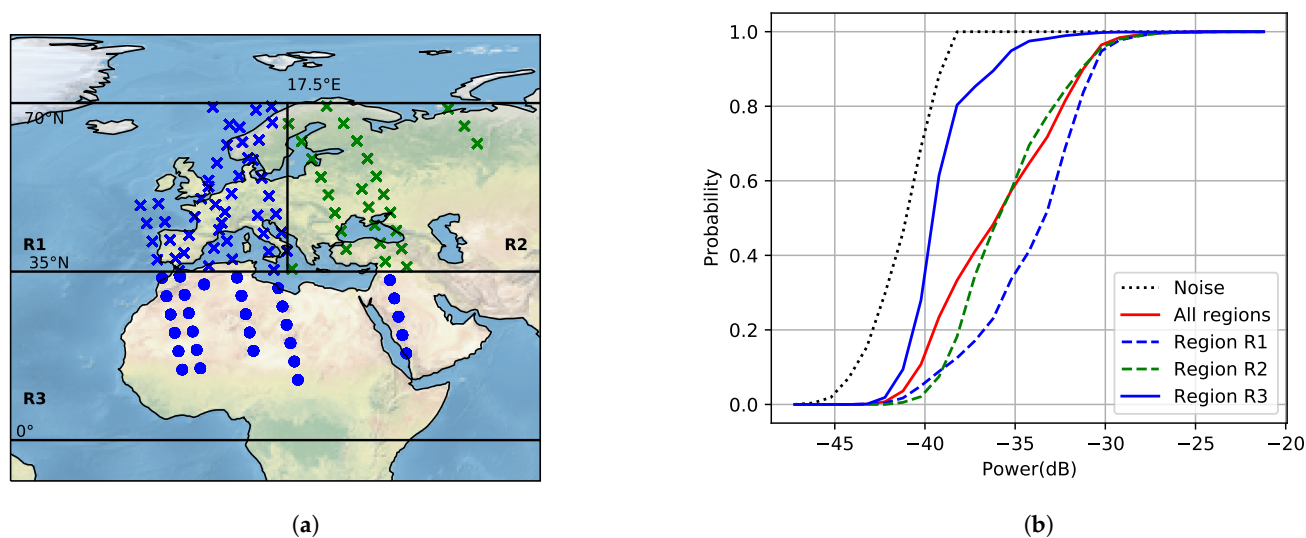 17.5°E
70°N
R1
R2
35°N
R3
0°
(a)
Probability
1.0
0.8
0.6
0.4
0.2
0.0
Noise
All regions
Region R1
Region R2
Region R3
−45 −40 −35 −30 −25 −20
Power(dB)
(b)